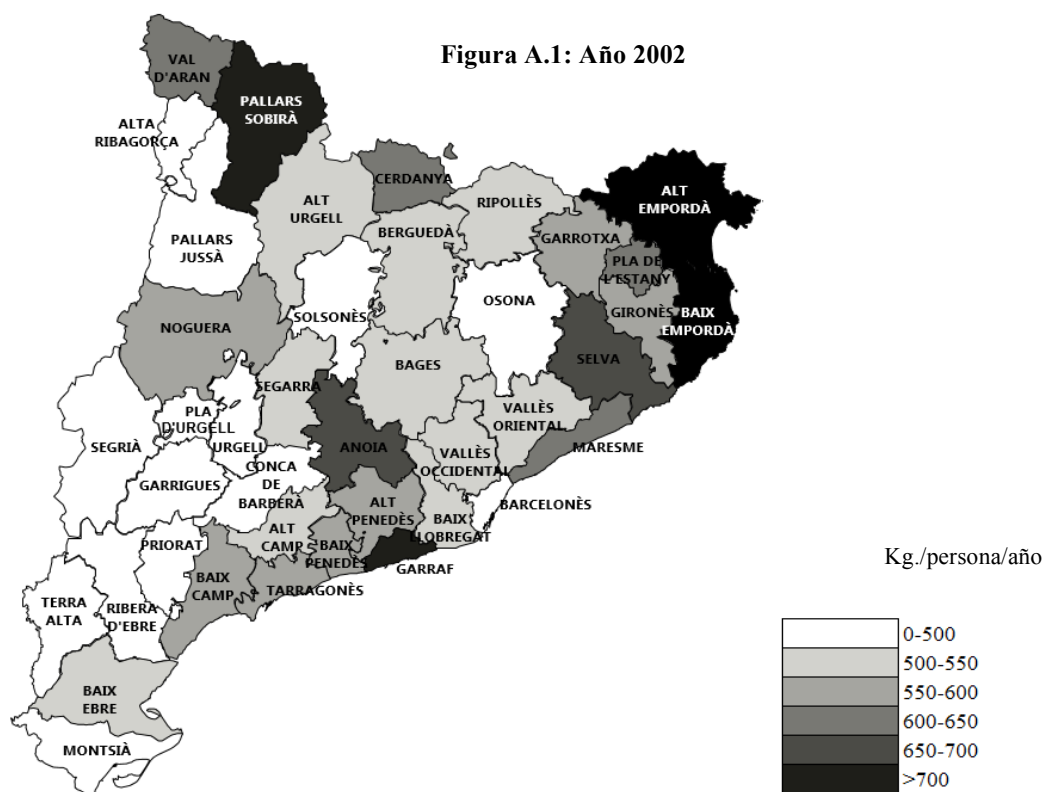 Figura A.1: Año 2002
VAL
D'ARAN
PALLARS
SOBIRÀ
ALTA
RIBAGORÇA
CERDANYA
ALT
URGELL
RIPOLLÈS
ALT
EMPORDÀ
PALLARS
JUSSÀ
BERGUEDÀ
GARROTXA
PLA DE
L'ESTANY
OSONA
SOLSONÈS
GIRONÈS
BAIX
EMPORDÀ
NOGUERA
SELVA
BAGES
SEGARRA
PLA
D'URGELL
VALLÈS
ORIENTAL
SEGRIÀ
URGELL
ANOIA
MARESME
VALLÈS
OCCIDENTAL
CONCA
DE
BARBERÀ
GARRIGUES
ALT
PENEDÈS
BARCELONÈS
BAIX
LLOBREGAT
ALT
CAMP
PRIORAT
BAIX
PENEDÈS
GARRAF
BAIX
CAMP
TARRAGONÈS
TERRA
ALTA
RIBERA
D'EBRE
BAIX
EBRE
MONTSIÀ
Kg./persona/año
0-500
500-550
550-600
600-650
650-700
>700